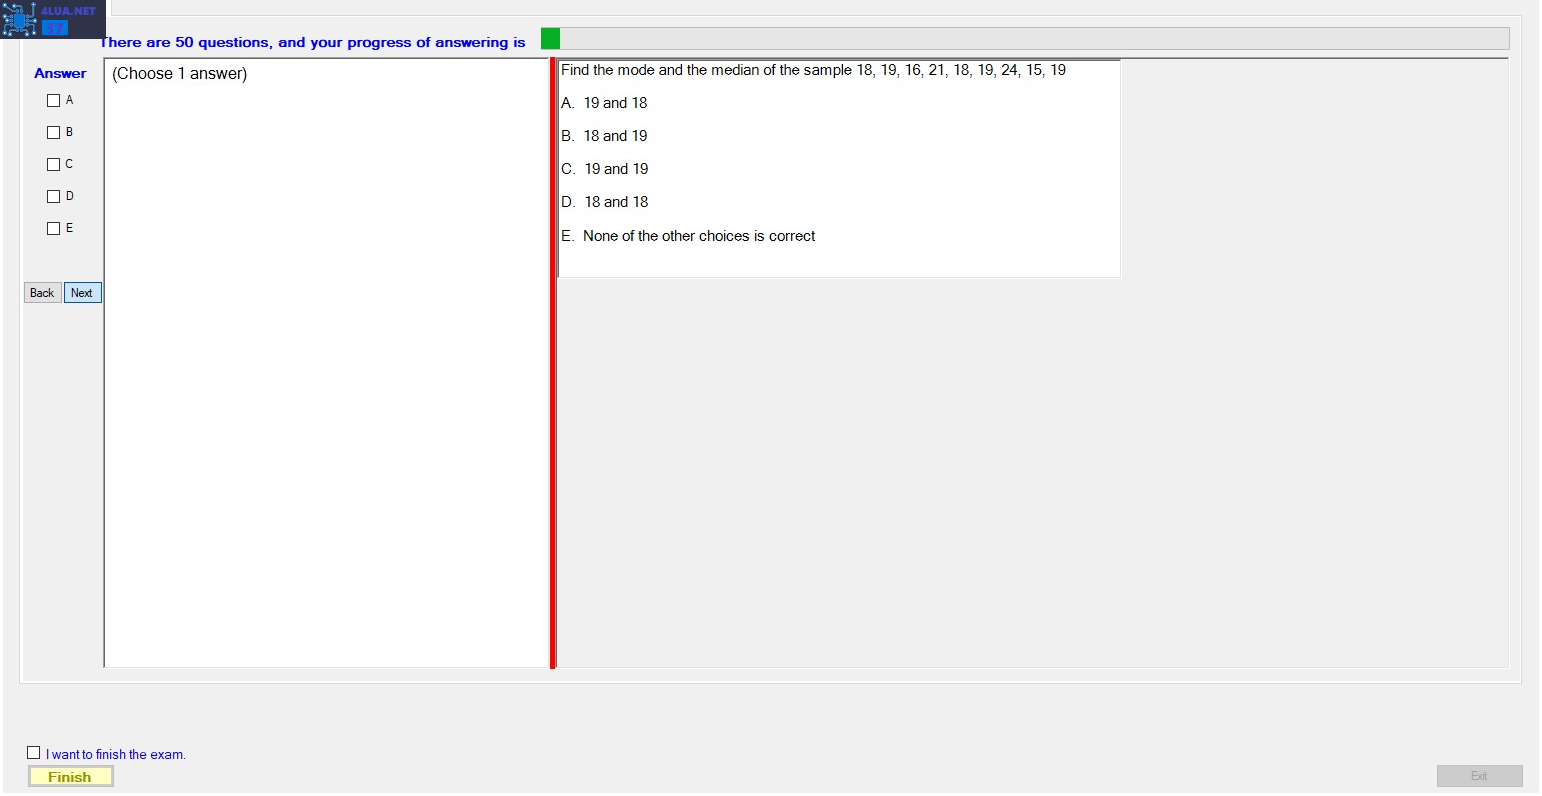 4LUA.NET
37
There are 50 questions, and your progress of answering is
Answer
(Choose 1 answer)
A
B
C
D
E
Back Next
Find the mode and the median of the sample 18, 19, 16, 21, 18, 19, 24, 15, 19
A. 19 and 18
B. 18 and 19
C. 19 and 19
D. 18 and 18
E. None of the other choices is correct
I want to finish the exam.
Finish
Exit